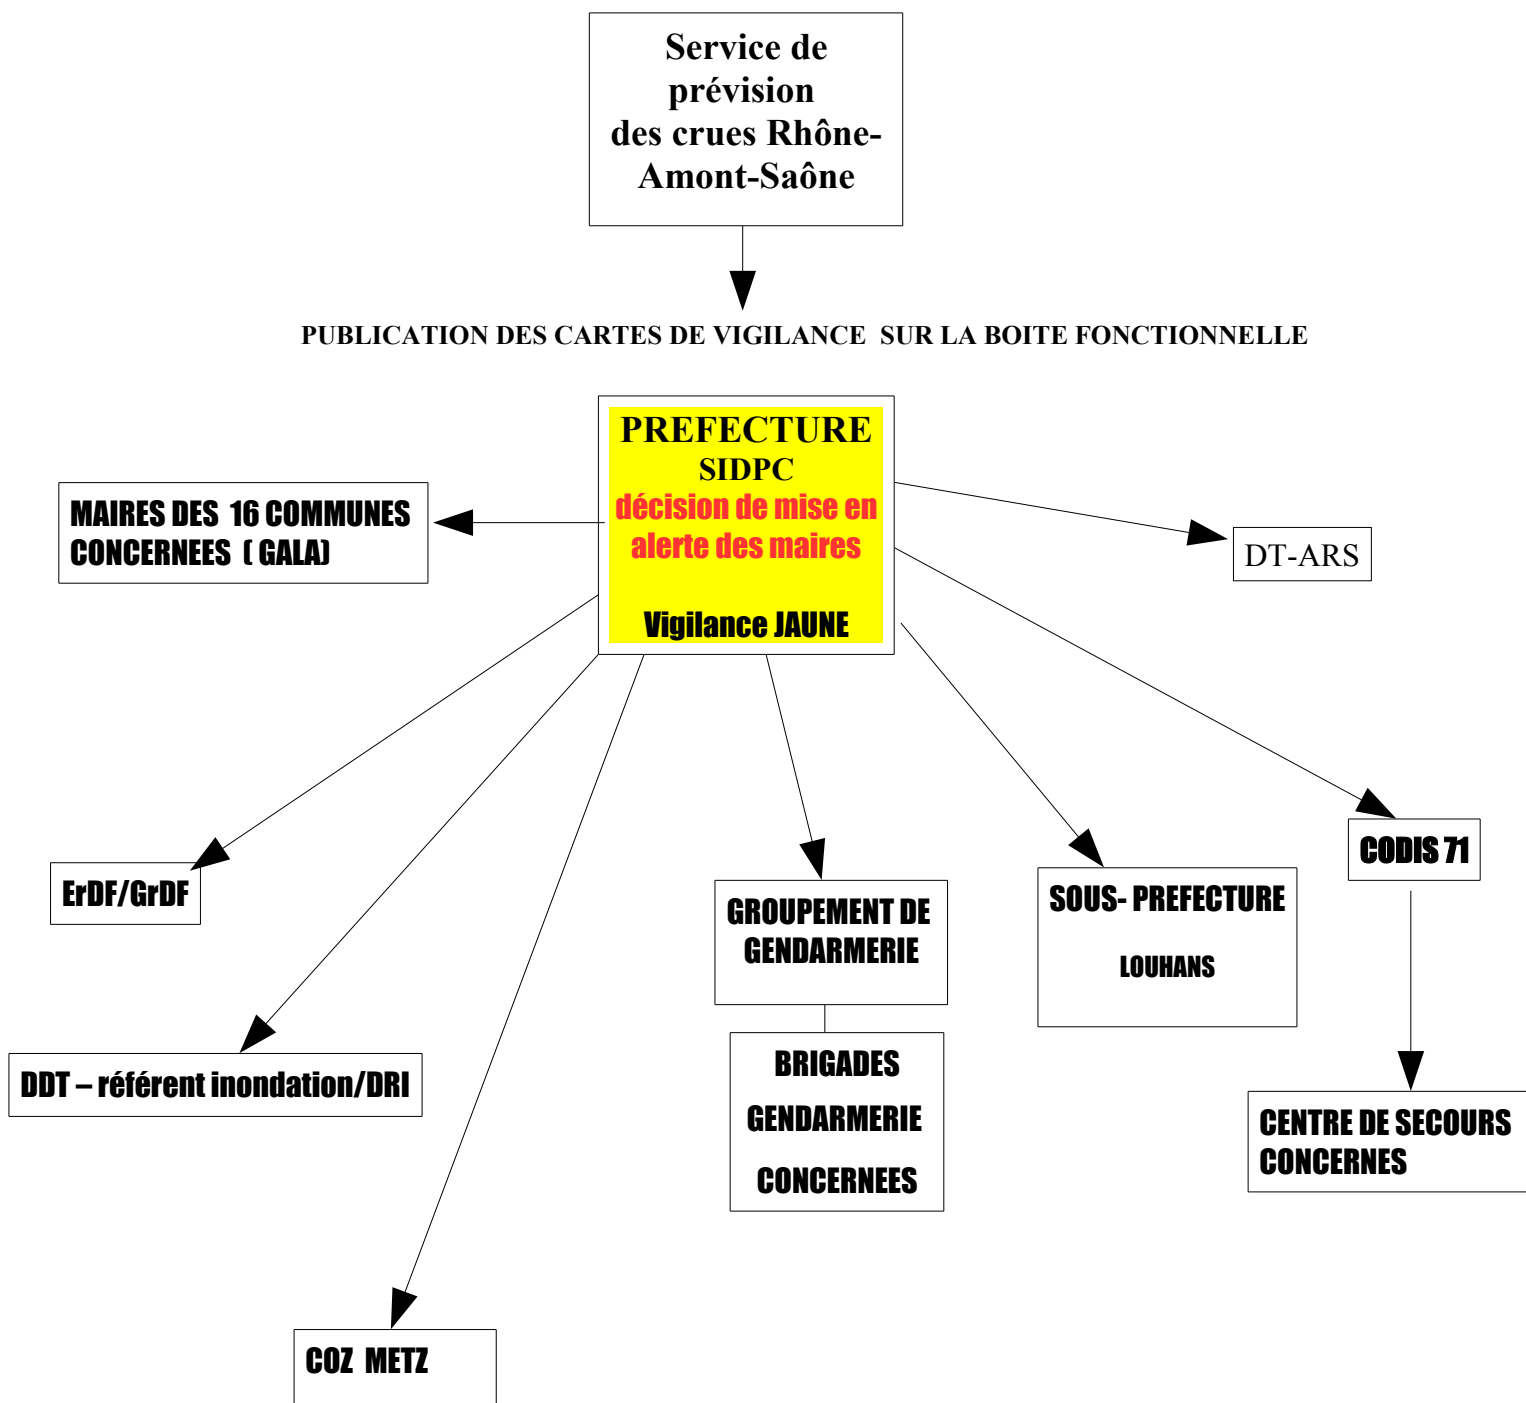 Service de
prévision
des crues Rhône-
Amont-Saône
PUBLICATION DES CARTES DE VIGILANCE SUR LA BOITE FONCTIONNELLE
PREFECTURE
SIDPC
décision de mise en
alerte des maires
Vigilance JAUNE
MAIRES DES 16 COMMUNES
CONCERNEES ( GALA)
DT-ARS
ErDF/GrDF
DDT – référent inondation/DRI
COZ METZ
GROUPEMENT DE
GENDARMERIE
BRIGADES
GENDARMERIE
CONCERNEES
SOUS- PREFECTURE
LOUHANS
CODIS 71
CENTRE DE SECOURS
CONCERNES